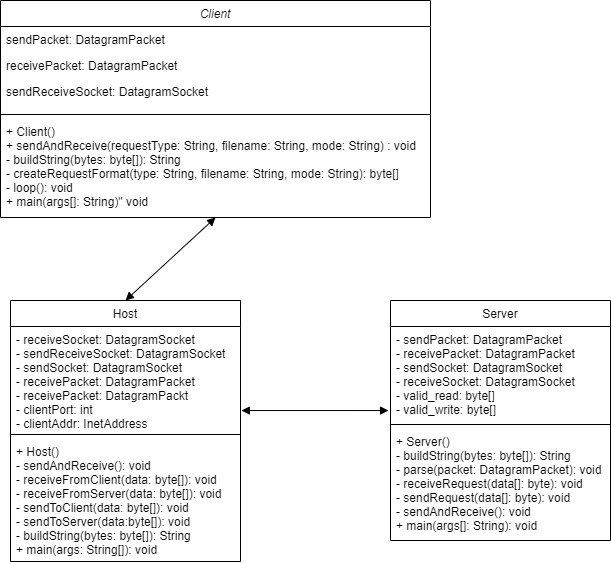 Client
sendPacket: DatagramPacket
receivePacket: DatagramPacket
sendReceiveSocket: DatagramSocket
+ Client()
+ sendAndReceive(requestType: String, filename: String, mode: String) : void
- buildString(bytes: byte[]): String
- createRequestFormat(type: String, filename: String, mode: String): byte[]
- loop(): void
+ main(args[]: String)" void
Host
- receiveSocket: DatagramSocket
- sendReceiveSocket: DatagramSocket
- sendSocket: DatagramSocket
- receivePacket: DatagramPacket
- receivePacket: DatagramPackt
- clientPort: int
- clientAddr: InetAddress
+ Host()
- sendAndReceive(): void
- receiveFromClient(data: byte[]): void
- receiveFromServer(data: byte[]): void
- sendToClient(data: byte[]): void
- sendToServer(data:byte[]): void
- buildString(bytes: byte[]): String
+ main(args: String[]): void
Server
- sendPacket: DatagramPacket
- receivePacket: DatagramPacket
- sendSocket: DatagramSocket
- receiveSocket: DatagramSocket
- valid_read: byte[]
- valid_write: byte[]
+ Server()
- buildString(bytes: byte[]): String
- parse(packet: DatagramPacket): void
- receiveRequest(data[]: byte): void
- sendRequest(data[]: byte): void
- sendAndReceive(): void
+ main(args[]: String): void